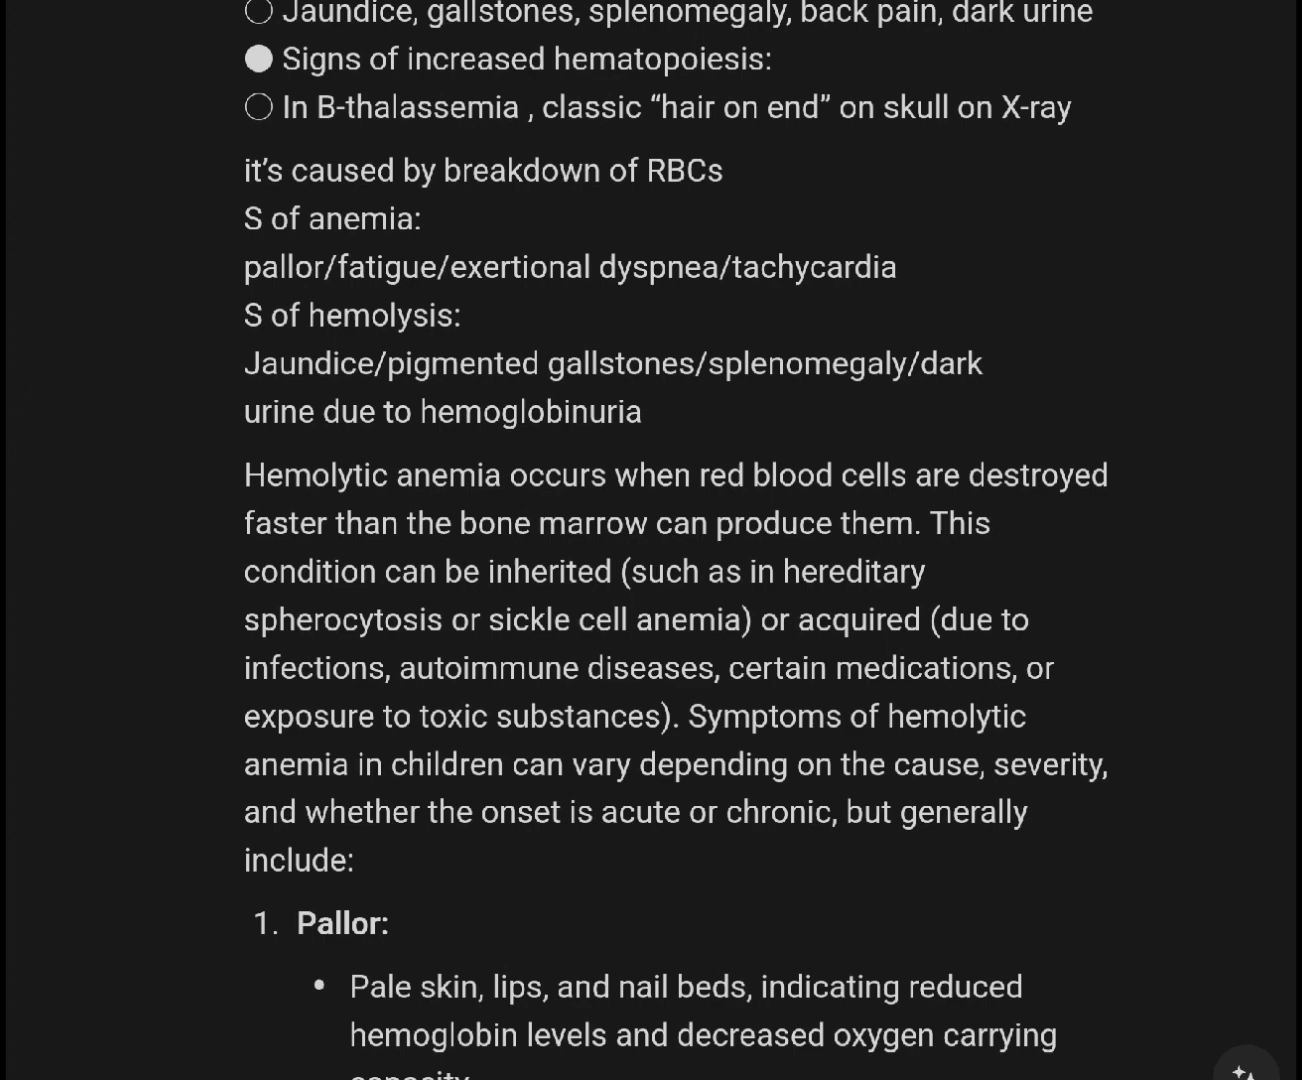 ○ Jaundice, gallstones, splenomegaly, back pain, dark urine
● Signs of increased hematopoiesis:
○ In B-thalassemia , classic “hair on end” on skull on X-ray
it’s caused by breakdown of RBCs
S of anemia:
pallor/fatigue/exertional dyspnea/tachycardia
S of hemolysis:
Jaundice/pigmented gallstones/splenomegaly/dark
urine due to hemoglobinuria
Hemolytic anemia occurs when red blood cells are destroyed
faster than the bone marrow can produce them. This
condition can be inherited (such as in hereditary
spherocytosis or sickle cell anemia) or acquired (due to
infections, autoimmune diseases, certain medications, or
exposure to toxic substances). Symptoms of hemolytic
anemia in children can vary depending on the cause, severity,
and whether the onset is acute or chronic, but generally
include:
1. Pallor:
• Pale skin, lips, and nail beds, indicating reduced
hemoglobin levels and decreased oxygen carrying
capacity.